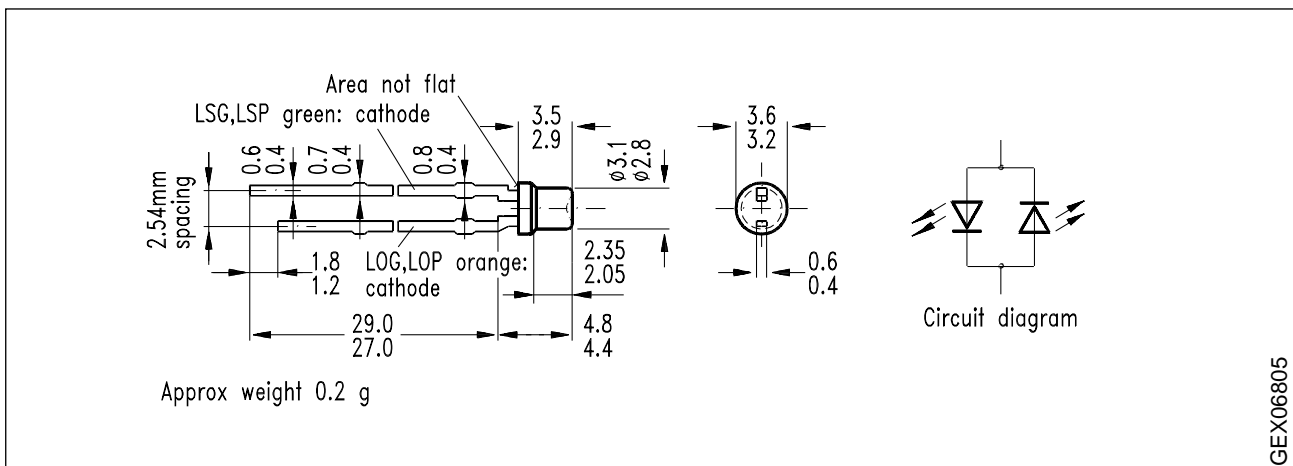 Area not flat
LSG,LSP green: cathode
3.5
2.9
3.6
3.2
0.6
0.4
0.7
0.4
0.8
0.4
ø3.1
ø2.8
2.54mm
spacing
1.8
1.2
LOG,LOP orange:
cathode
2.35
2.05
0.6
0.4
29.0
27.0
4.8
4.4
Circuit diagram
Approx weight 0.2 g
GEX06805